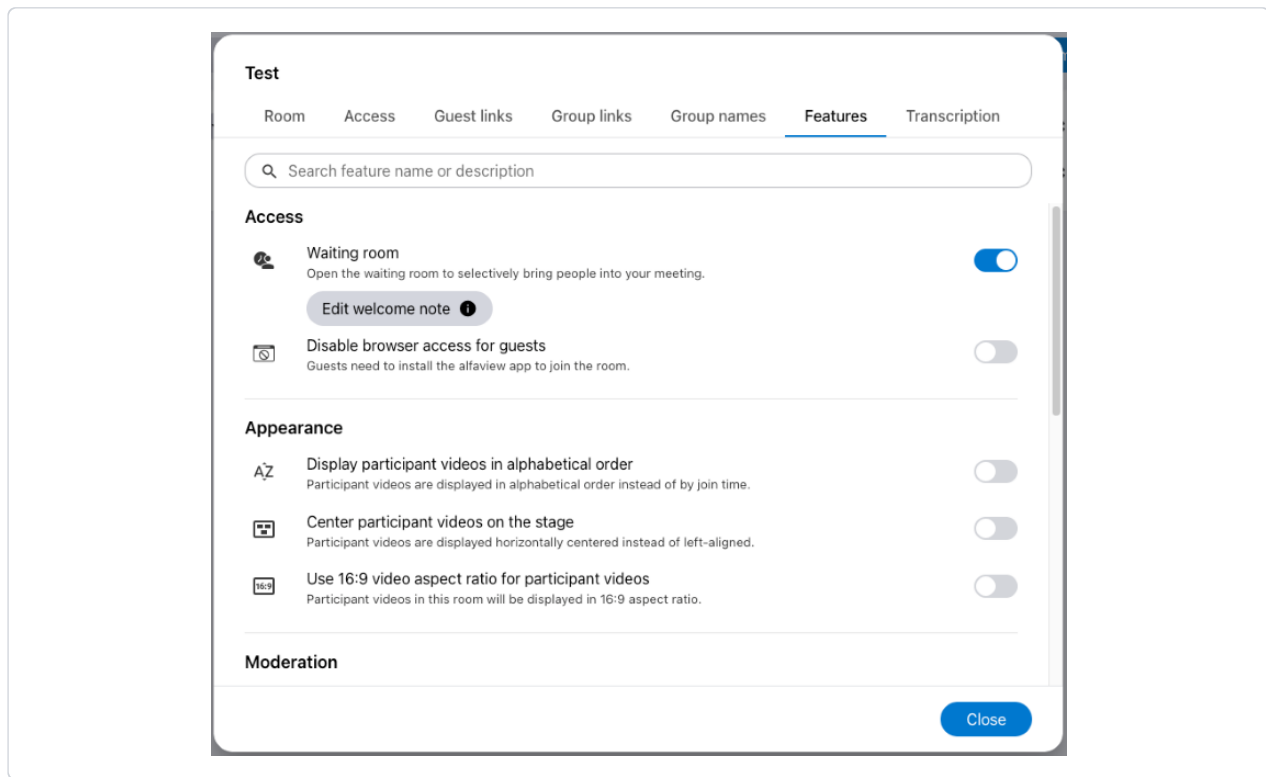 Test
Room Access Guest links Group links Group names Features Transcription
Search feature name or description
Access
Waiting room
Open the waiting room to selectively bring people into your meeting.
Edit welcome note
Disable browser access for guests
Guests need to install the alfaview app to join the room.
Appearance
AZ
Display participant videos in alphabetical order
Participant videos are displayed in alphabetical order instead of by join time.
Center participant videos on the stage
Participant videos are displayed horizontally centered instead of left-aligned.
16:9
Use 16:9 video aspect ratio for participant videos
Participant videos in this room will be displayed in 16:9 aspect ratio.
Moderation
Close